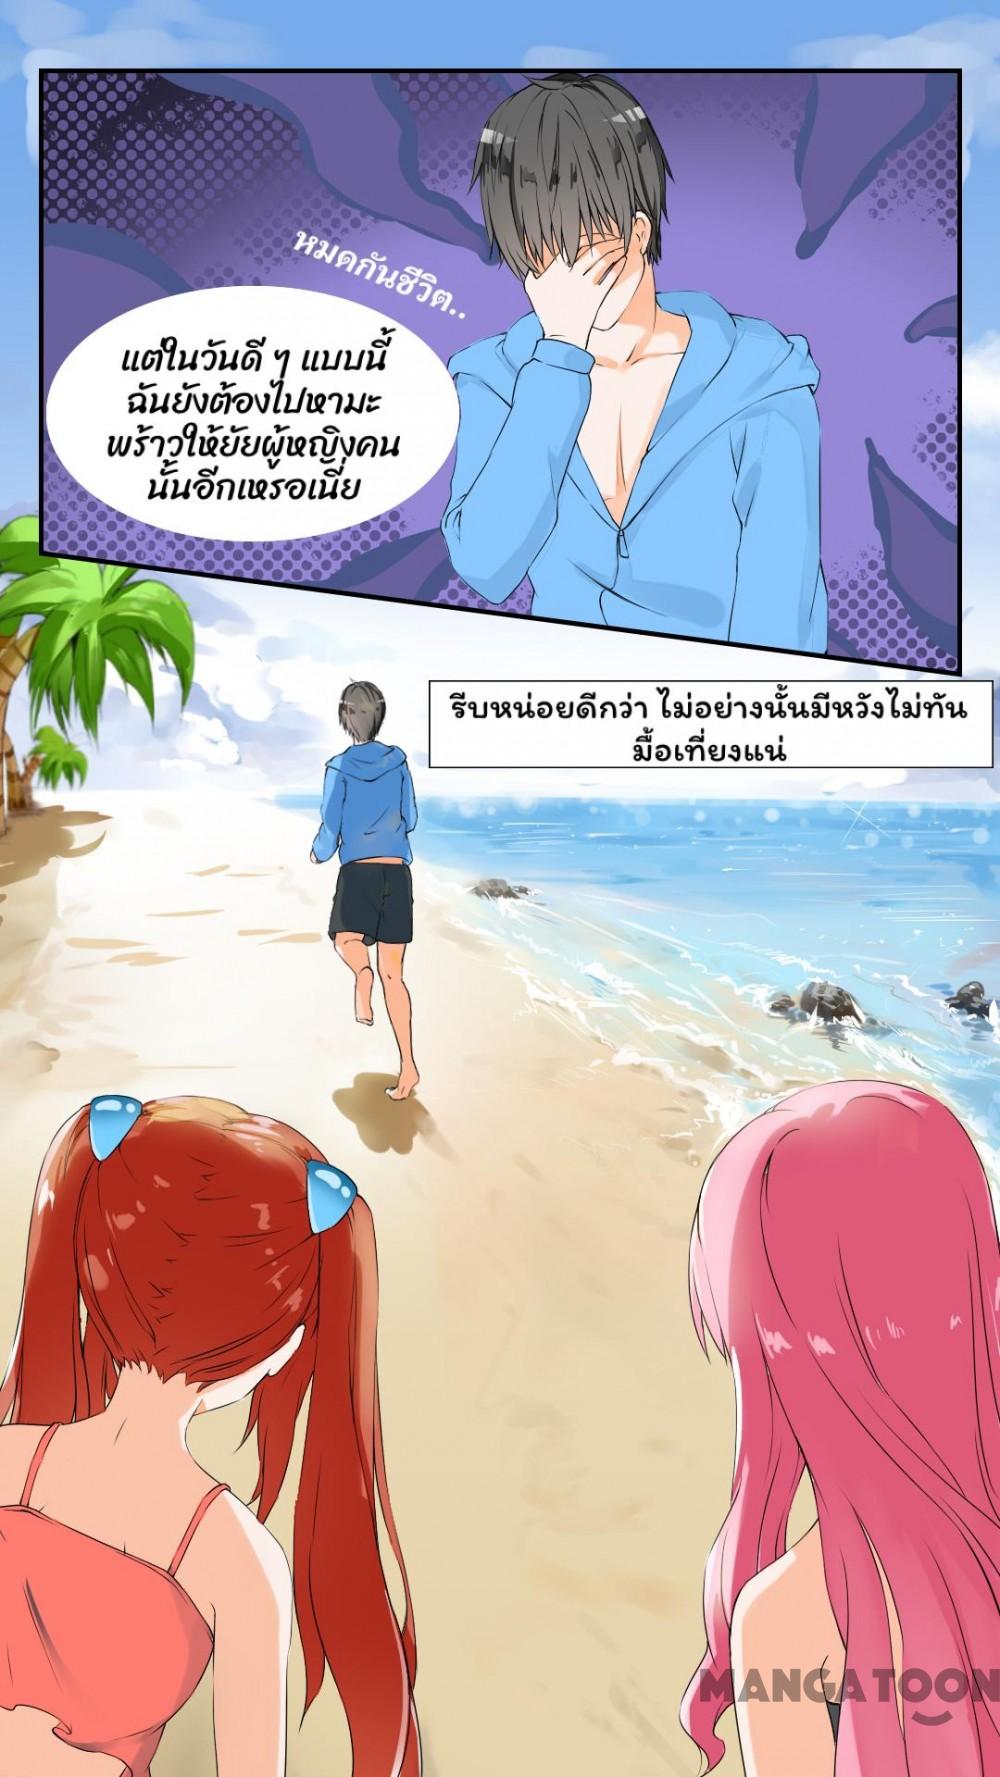 หมดกันชีวิต..
แต่ในวันดี ๆ แบบนี้
ฉันยังต้องไปหามะ
พร้าวให้ยัยผู้หญิงคน
นั้นอีกเหรอเนี่ย
รีบหน่อยดีกว่า ไม่อย่างนั้นมีหวังไม่ทัน
มื้อเที่ยงแน่
MANGATOON